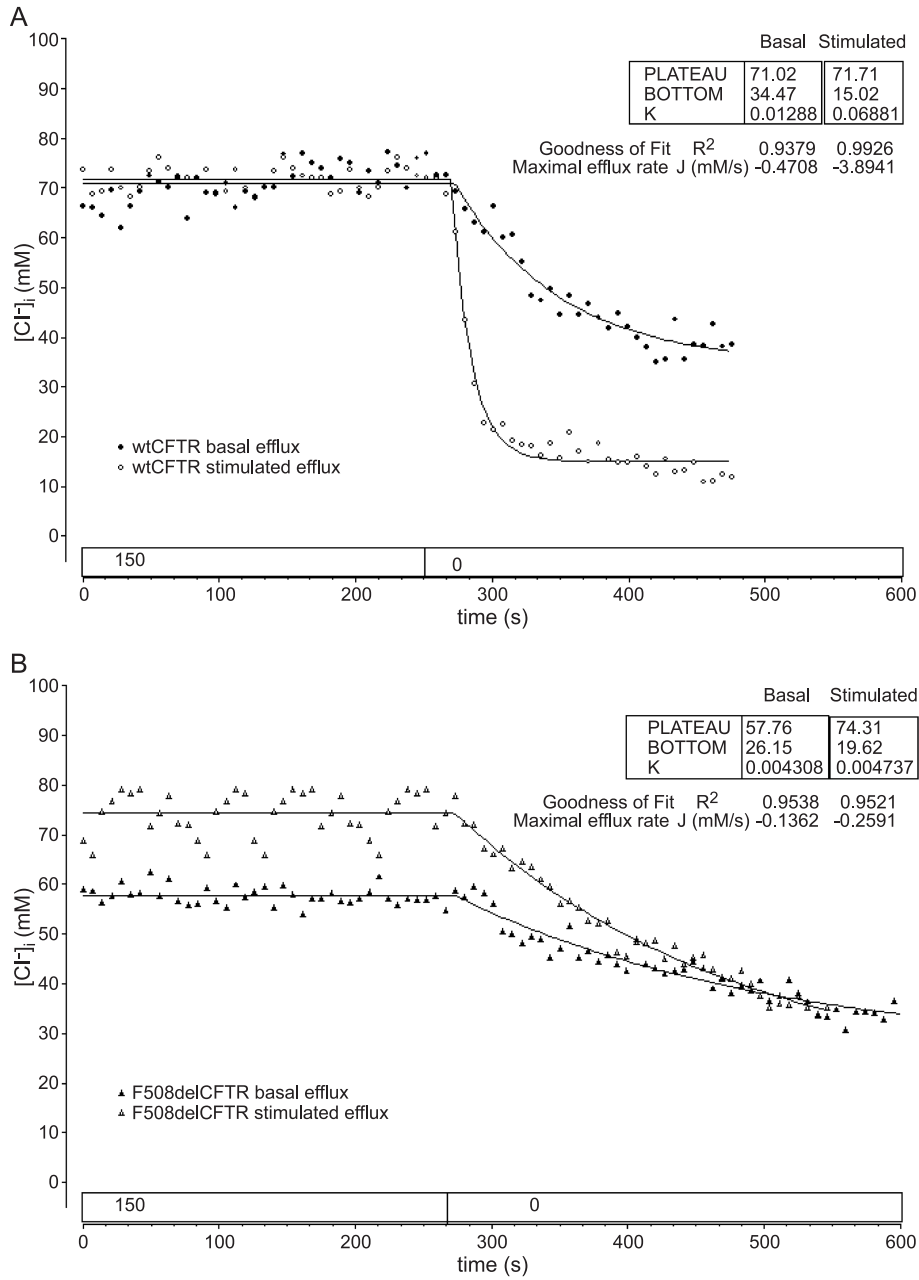 A
Basal Stimulated
PLATEAU 71.02 71.71
BOTTOM 34.47 15.02
K 0.01288 0.06881
Goodness of Fit R² 0.9379 0.9926
Maximal efflux rate J (mM/s) -0.4708 -3.8941
100
90
80
70
60
50
40
30
20
10
0
[Cl-]i (mM)
wtCFTR basal efflux
wtCFTR stimulated efflux
150 0
0 100 200 300 400 500 600
time (s)
B
Basal Stimulated
PLATEAU 57.76 74.31
BOTTOM 26.15 19.62
K 0.004308 0.004737
Goodness of Fit R² 0.9538 0.9521
Maximal efflux rate J (mM/s) -0.1362 -0.2591
100
90
80
70
60
50
40
30
20
10
0
[Cl-]i (mM)
F508delCFTR basal efflux
F508delCFTR stimulated efflux
150 0
0 100 200 300 400 500 600
time (s)